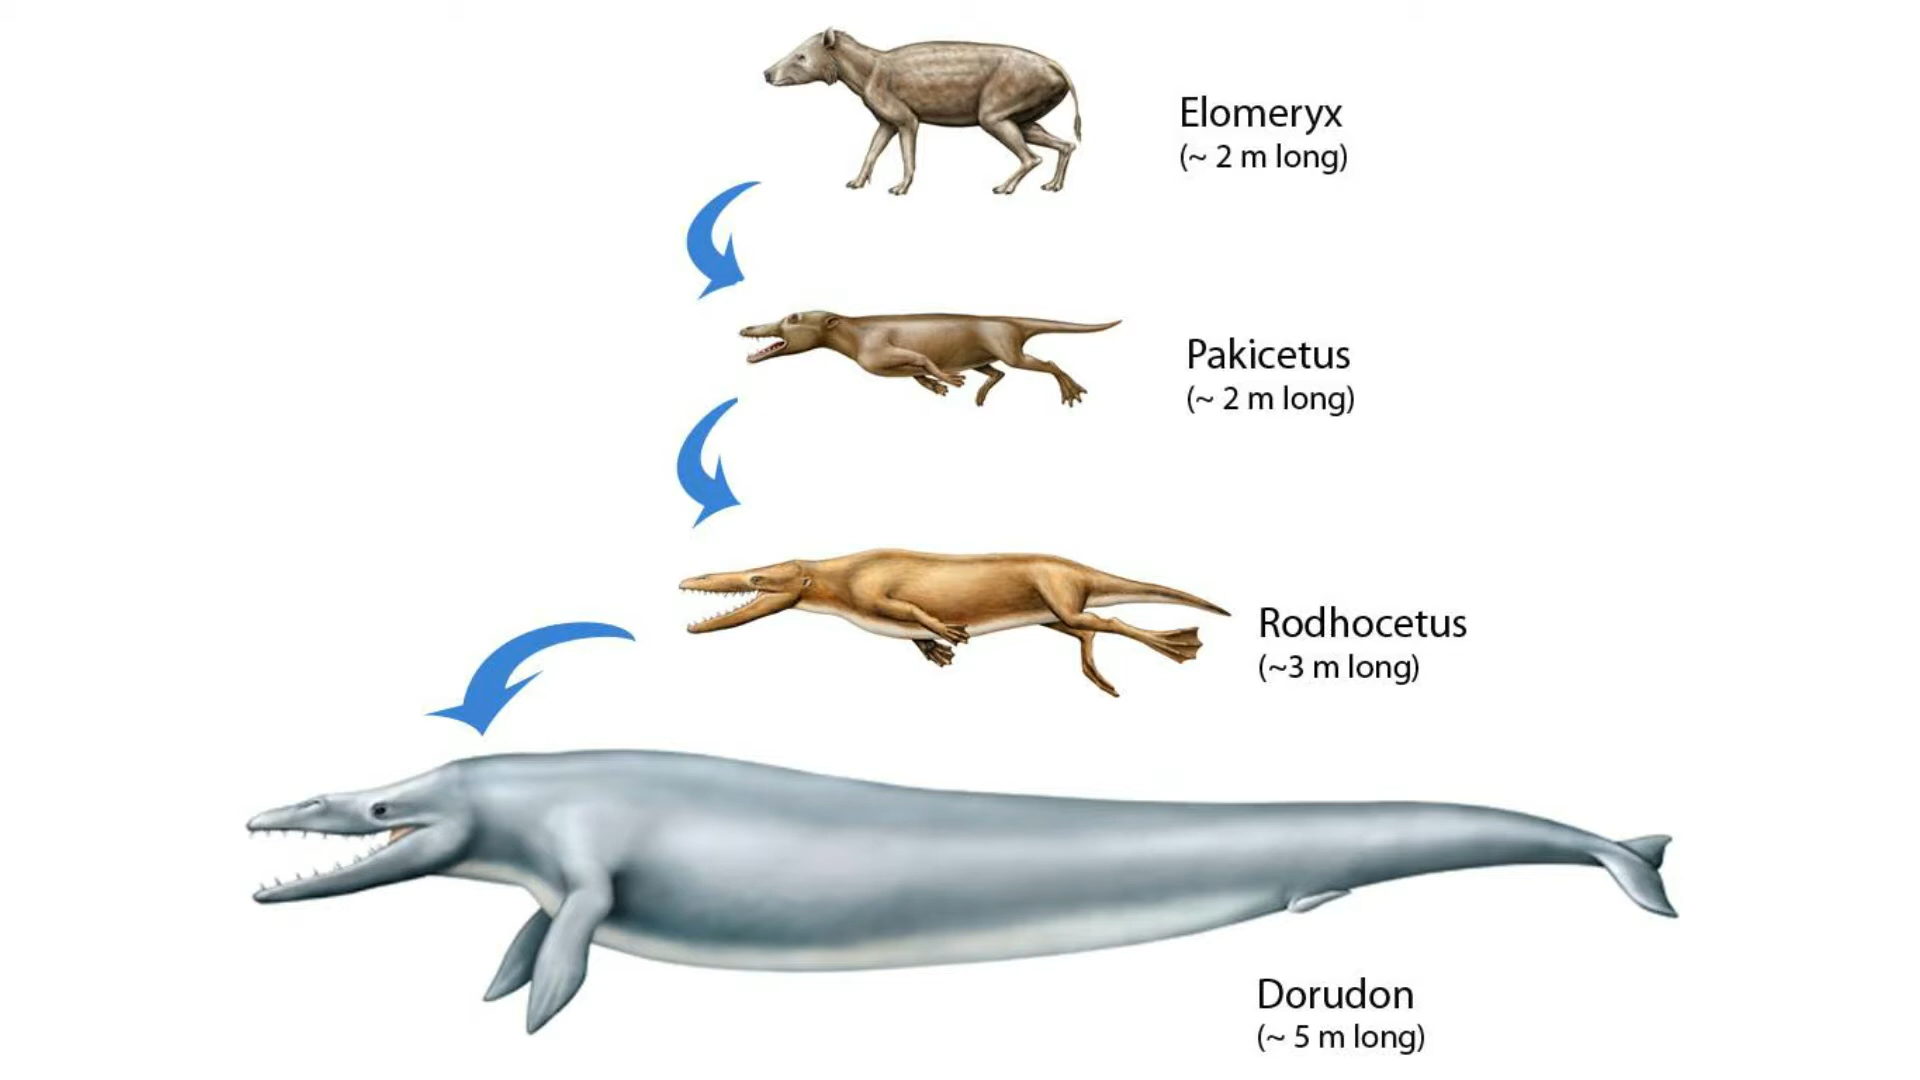 Elomeryx
(~ 2 m long)
Pakicetus
(~ 2 m long)
Rodhocetus
(~3 m long)
Dorudon
(~ 5 m long)